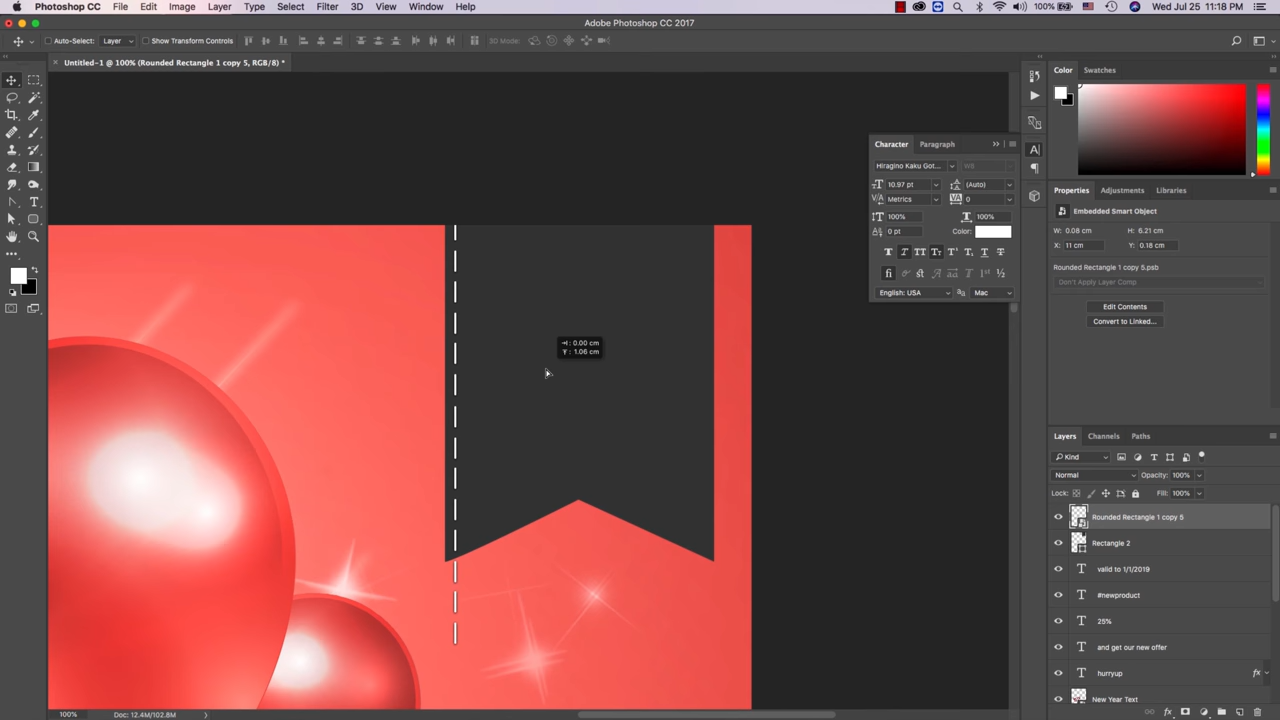 Photoshop CC File Edit Image Layer Type Select Filter 3D View Window Help
100% Wed Jul 25 11:18 PM
Adobe Photoshop CC 2017
Auto-Select: Layer Show Transform Controls 3D Mode:
Untitled-1 @ 100% (Rounded Rectangle 1 copy 5, RGB/8) *
Color Swatches
Character Paragraph
Hiragino Kaku Got... W8
10.97 pt (Auto)
Metrics 0
100% 100%
0 pt Color:
English: USA Mac
Properties Adjustments Libraries
Embedded Smart Object
W: 0.08 cm H: 6.21 cm
X: 11 cm Y: 0.18 cm
Rounded Rectangle 1 copy 5.psb
Don't Apply Layer Comp
Edit Contents
Convert to Linked...
: 0.00 cm
: 1.06 cm
Layers Channels Paths
Kind
Normal Opacity: 100%
Lock: Fill: 100%
Rounded Rectangle 1 copy 5
Rectangle 2
valid to 1/1/2019
#newproduct
25%
and get our new offer
hurryup
New Year Text
100% Doc: 12.4M/102.8M